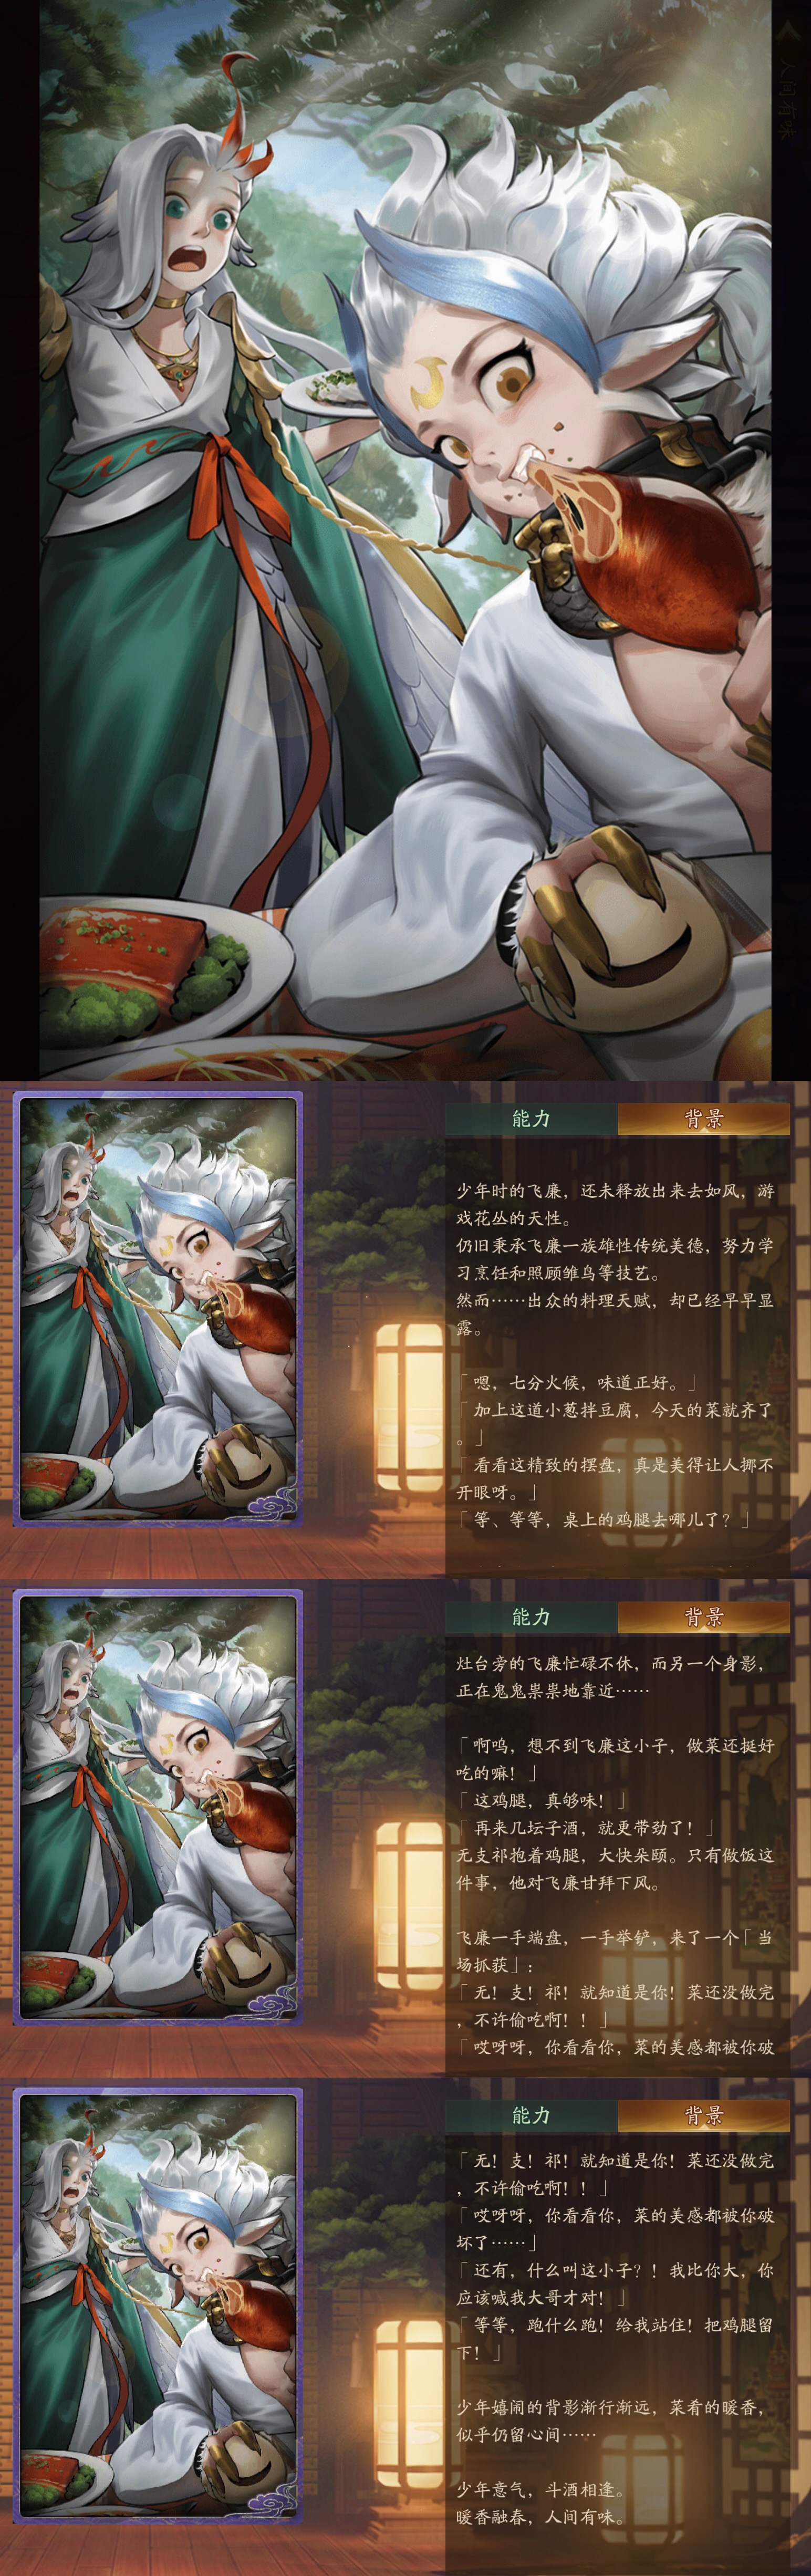 人间有味
能力
背景
少年时的飞廉，还未释放出来去如风，游
戏花丛的天性。
仍旧秉承飞廉一族雄性传统美德，努力学
习烹饪和照顾雏鸟等技艺。
然而……出众的料理天赋，却已经早早显
露。
「嗯，七分火候，味道正好。」
「加上这道小葱拌豆腐，今天的菜就齐了
。」
「看看这精致的摆盘，真是美得让人挪不
开眼呀。」
「等、等等，桌上的鸡腿去哪儿了？」
能力
背景
灶台旁的飞廉忙碌不休，而另一个身影，
正在鬼鬼祟祟地靠近……
「啊呜，想不到飞廉这小子，做菜还挺好
吃的嘛！」
「这鸡腿，真够味！」
「再来几坛子酒，就更带劲了！」
无支祁抱着鸡腿，大快朵颐。只有做饭这
件事，他对飞廉甘拜下风。
飞廉一手端盘，一手举铲，来了一个「当
场抓获」：
「无！支！祁！就知道是你！菜还没做完
，不许偷吃啊！！」
「哎呀呀，你看看你，菜的美感都被你破
能力
背景
「无！支！祁！就知道是你！菜还没做完
，不许偷吃啊！！」
「哎呀呀，你看看你，菜的美感都被你破
坏了……」
「还有，什么叫这小子？！我比你大，你
应该喊我大哥才对！」
「等等，跑什么跑！给我站住！把鸡腿留
下！」
少年嬉闹的背影渐行渐远，菜肴的暖香，
似乎仍留心间……
少年意气，斗酒相逢。
暖香融春，人间有味。